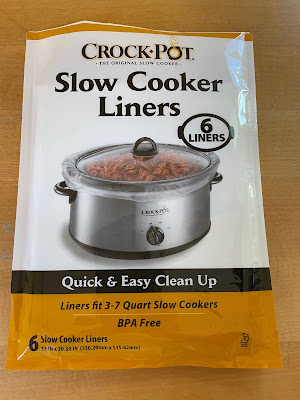 CROCK·POT
· THE ORIGINAL SLOW COOKER ·
Slow Cooker
Liners
6
LINERS
CROCK·POT
Quick & Easy Clean Up
Liners fit 3-7 Quart Slow Cookers
BPA Free
6 Slow Cooker Liners